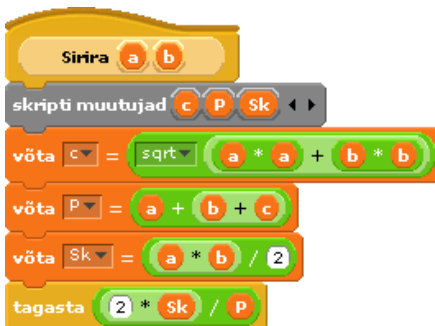 Sirira a b
skripti muutujad c P Sk
võta c = sqrt a * a + b * b
võta P = a + b + c
võta Sk = a * b / 2
tagasta 2 * Sk / P